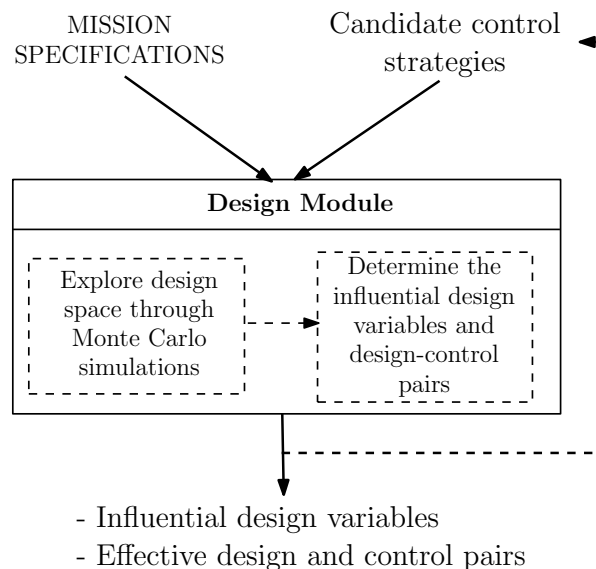 MISSION
SPECIFICATIONS
Candidate control
strategies
Design Module
Explore design
space through
Monte Carlo
simulations
Determine the
influential design
variables and
design-control
pairs
- Influential design variables
- Effective design and control pairs